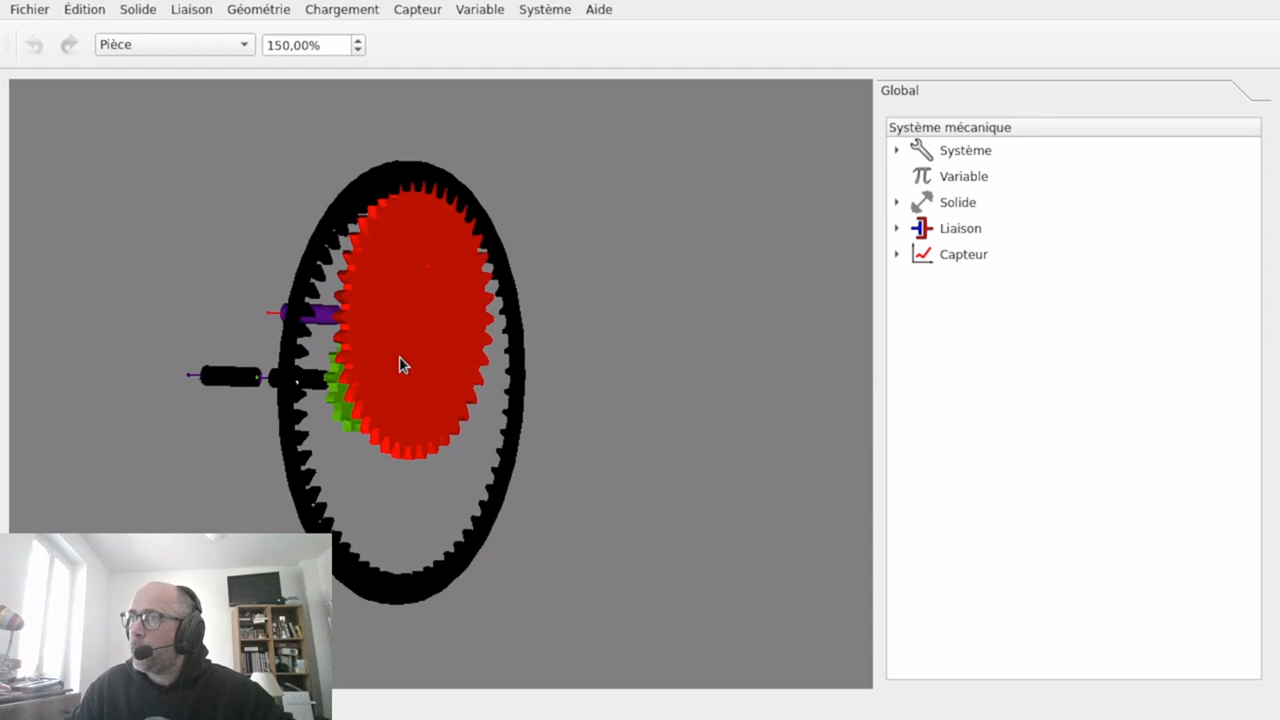 Fichier Édition Solide Liaison Géométrie Chargement Capteur Variable Système Aide
Pièce 150,00%
Global
Système mécanique
Système
Variable
Solide
Liaison
Capteur